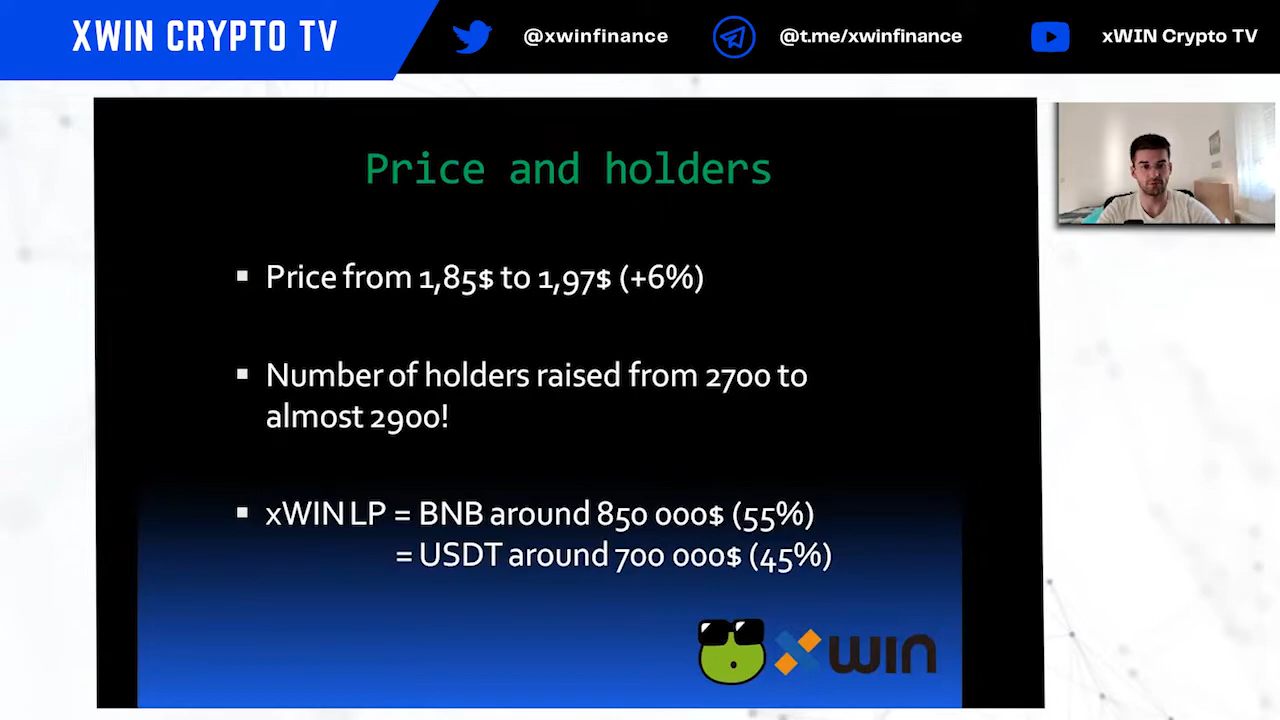 XWIN CRYPTO TV
@xwinfinance
@t.me/xwinfinance
xWIN Crypto TV
Price and holders
▪ Price from 1,85$ to 1,97$ (+6%)
▪ Number of holders raised from 2700 to
almost 2900!
▪ xWIN LP = BNB around 850 000$ (55%)
= USDT around 700 000$ (45%)
xWIN